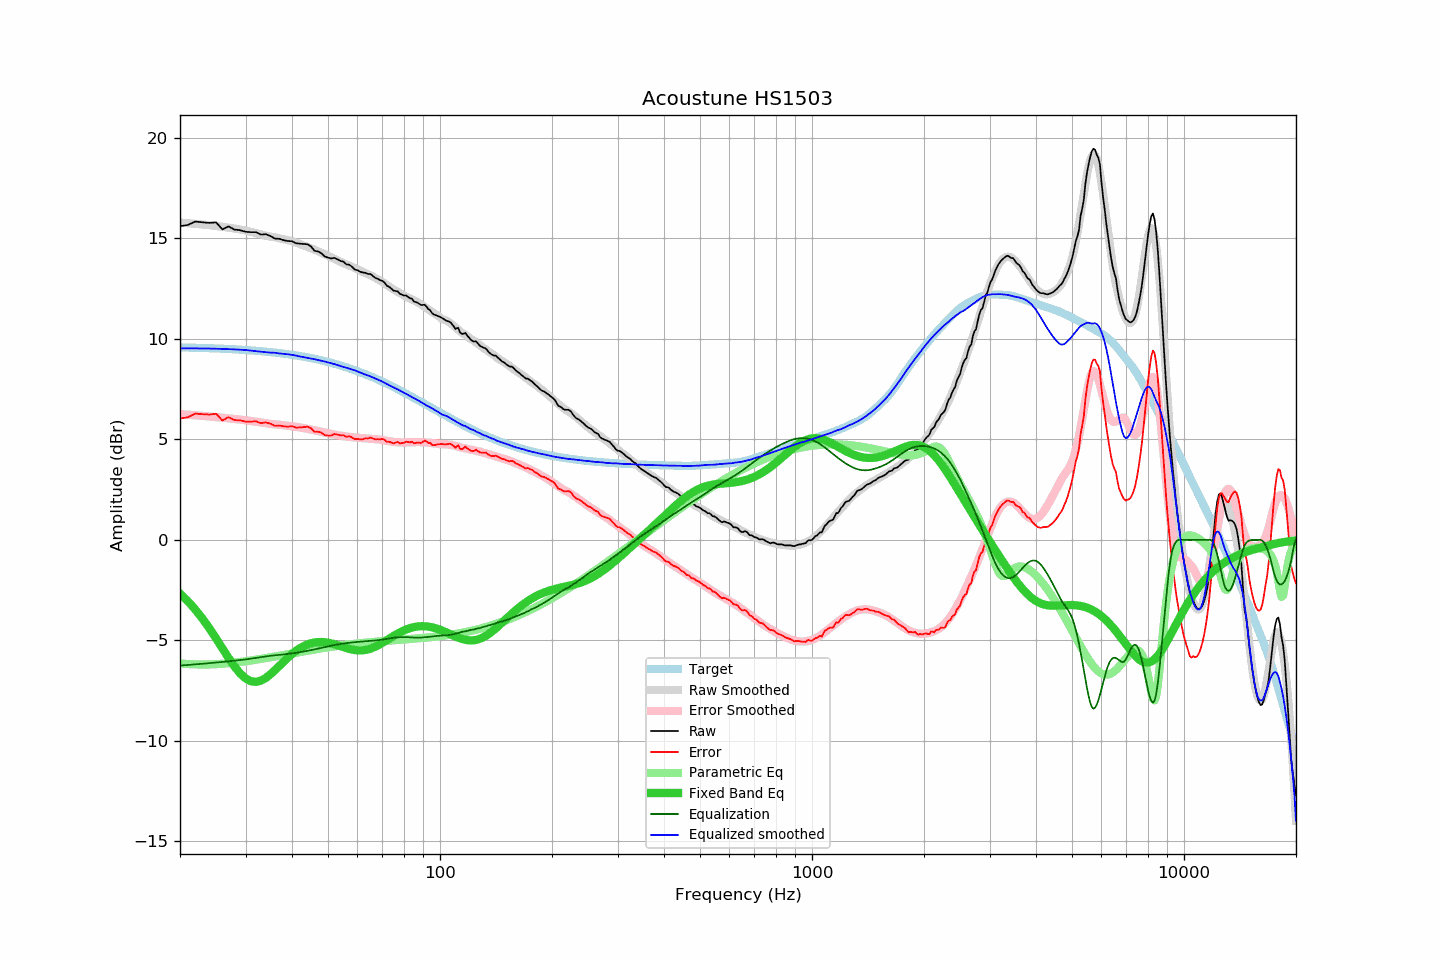 Acoustune HS1503
20
15
10
5
0
−5
−10
−15
Amplitude (dBr)
Target
Raw Smoothed
Error Smoothed
Raw
Error
Parametric Eq
Fixed Band Eq
Equalization
Equalized smoothed
100
1000
10000
Frequency (Hz)